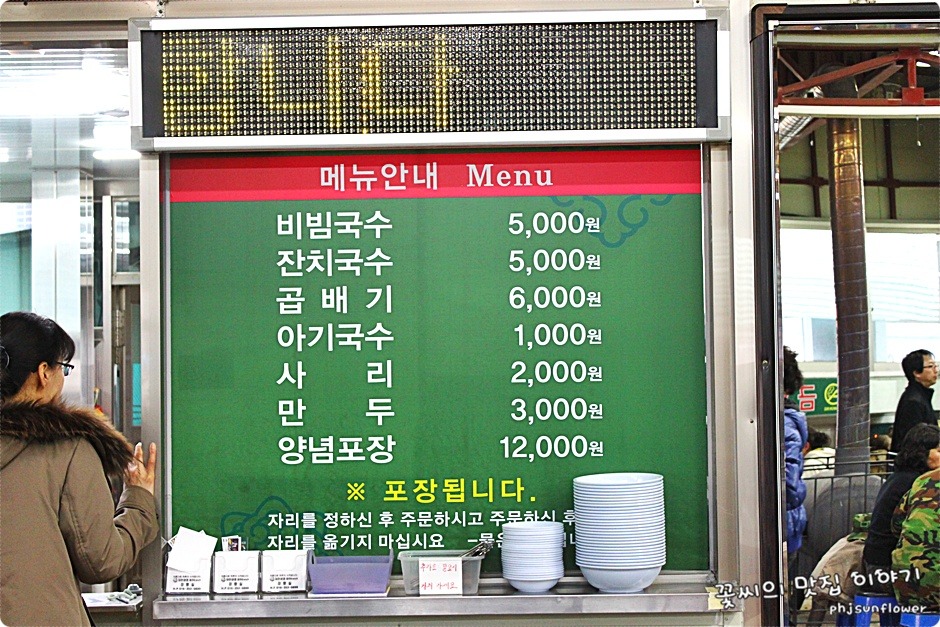 니다
메뉴안내 Menu
비빔국수 5,000원
잔치국수 5,000원
곱배기 6,000원
아기국수 1,000원
사리 2,000원
만두 3,000원
양념포장 12,000원
※ 포장됩니다.
자리를 정하신 후 주문하시고 주문하신 후
자리를 옮기지 마십시요 -물은
꽃씨의 맛집 이야기
phjsunflower